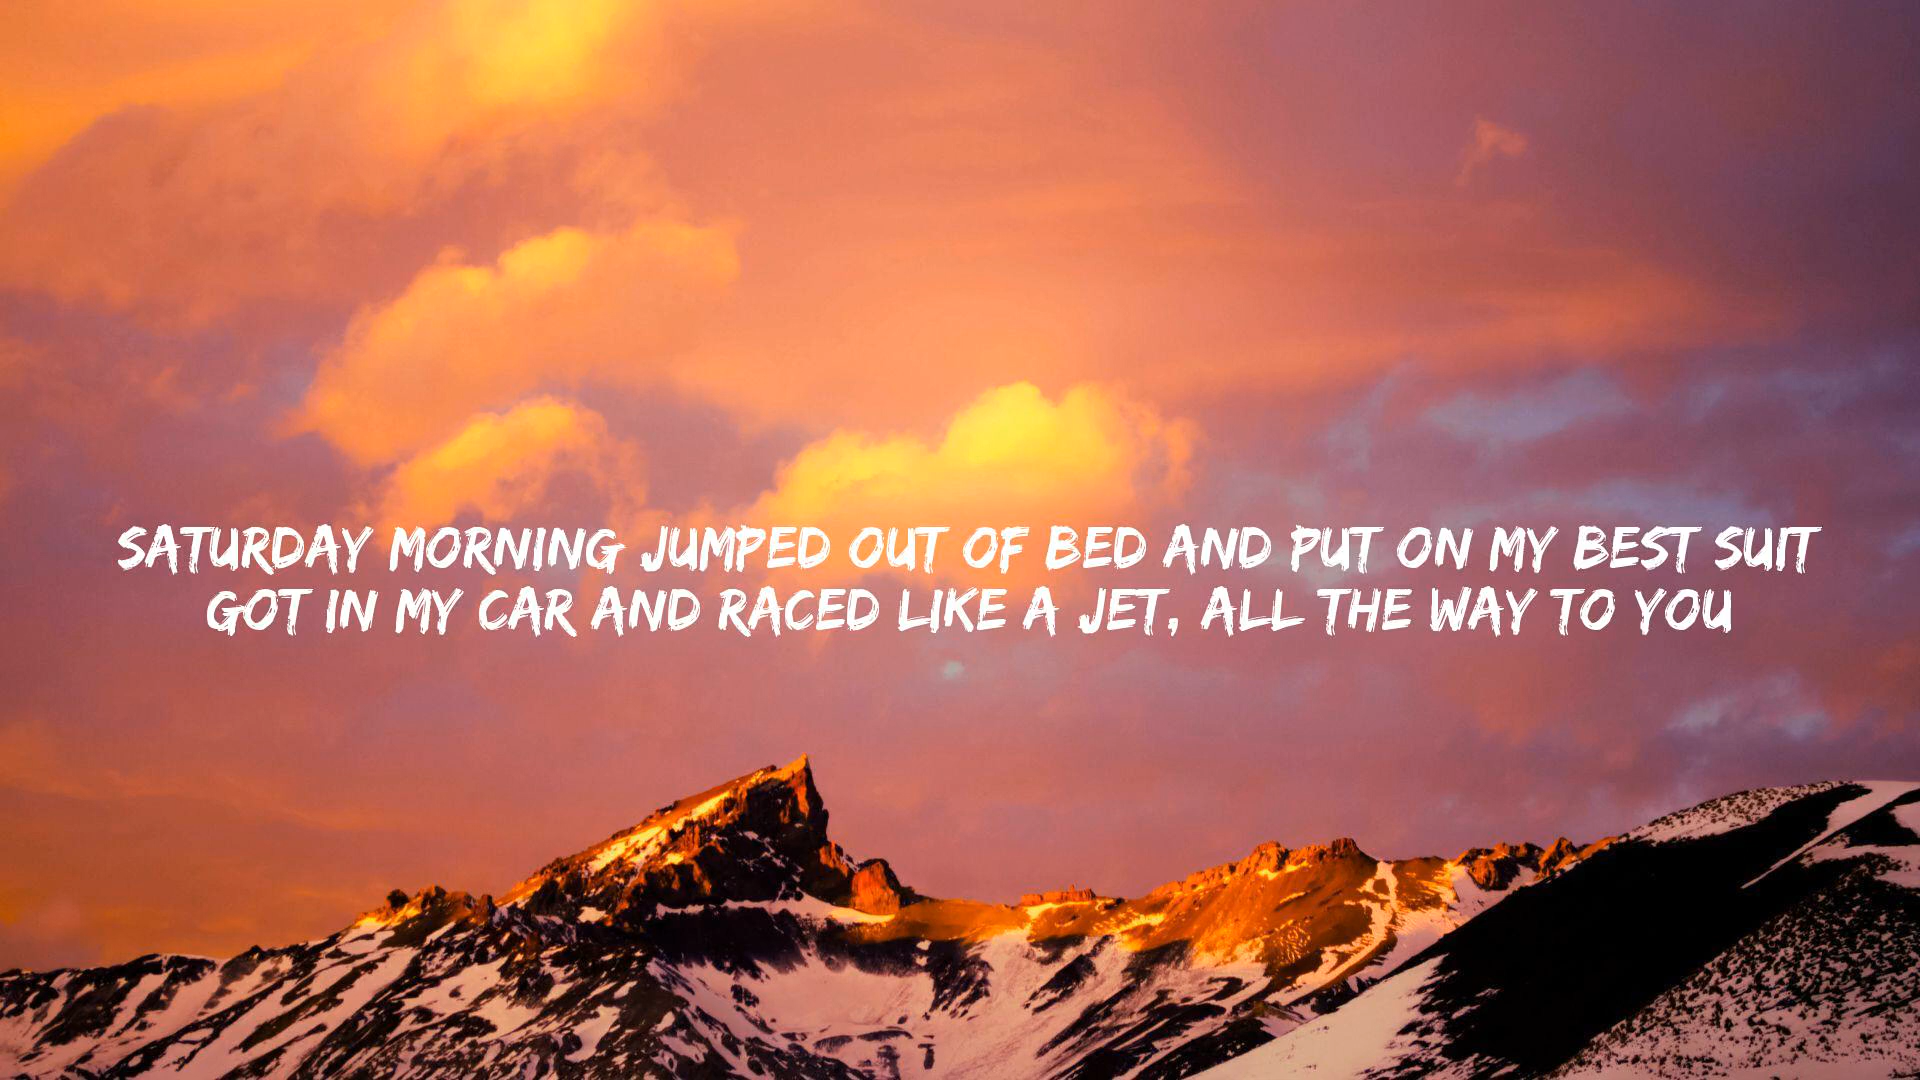 SATURDAY MORNING JUMPED OUT OF BED AND PUT ON MY BEST SUIT
GOT IN MY CAR AND RACED LIKE A JET, ALL THE WAY TO YOU